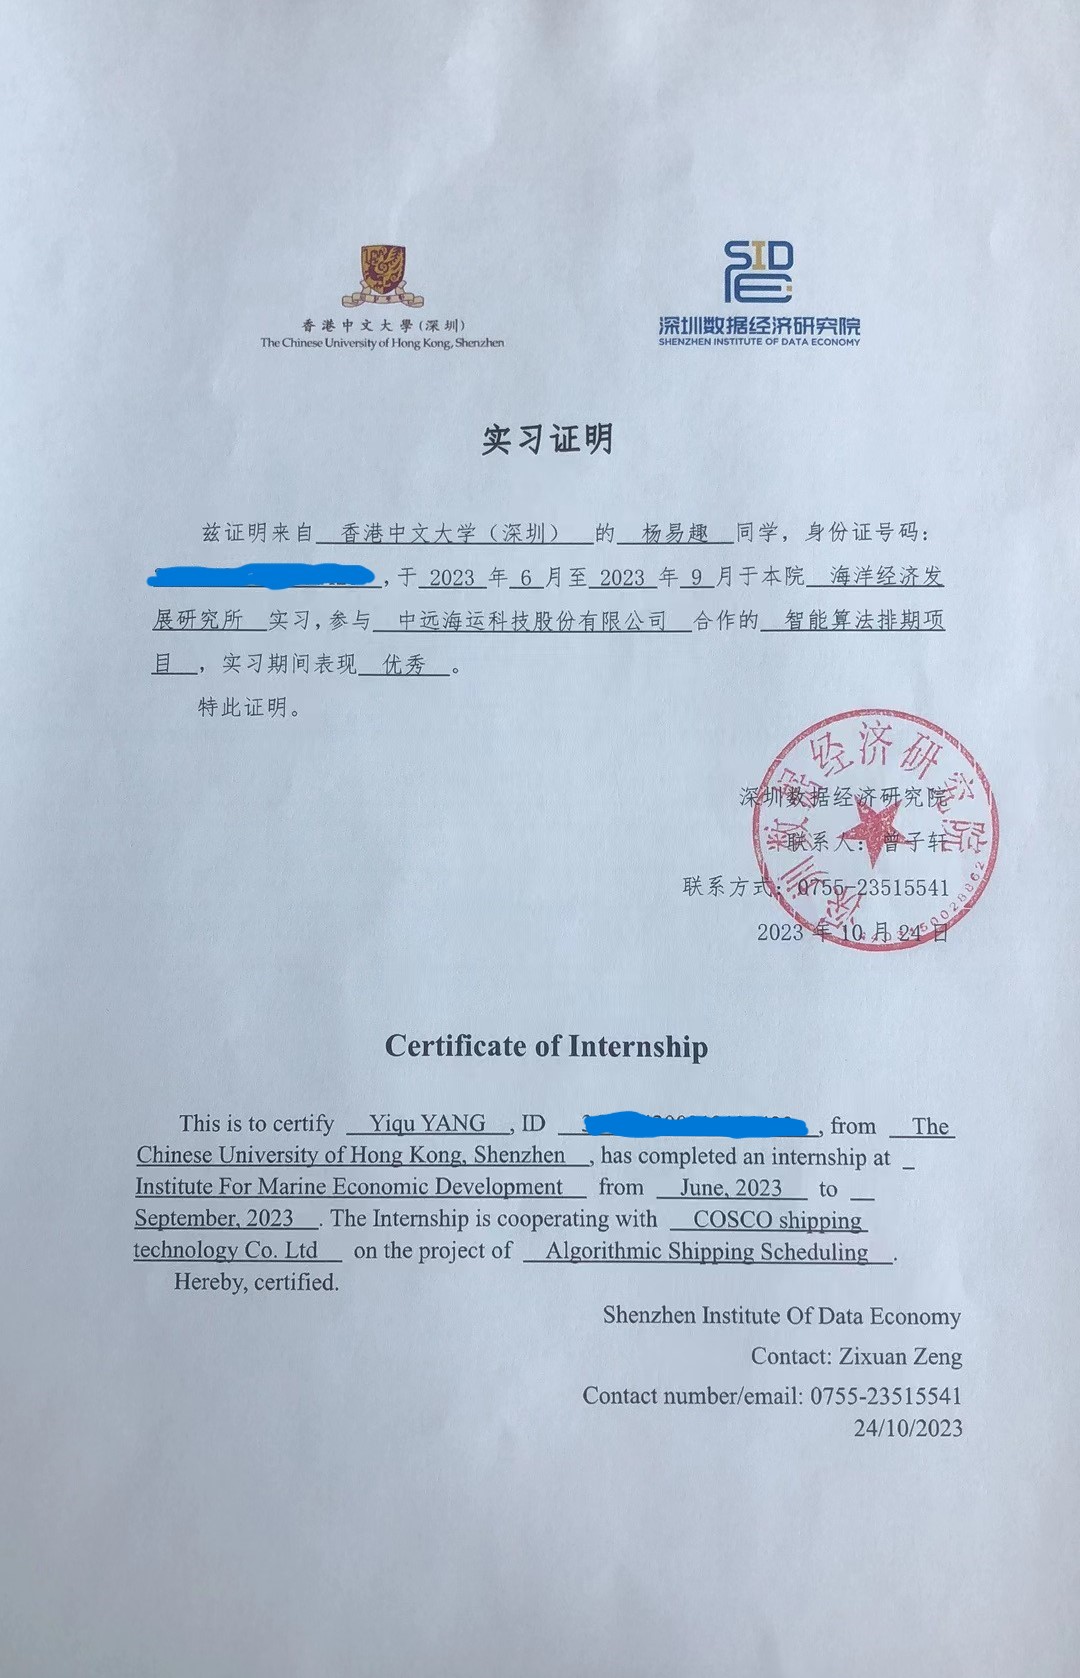 香港中文大學(深圳)
The Chinese University of Hong Kong, Shenzhen
SIDE
深圳数据经济研究院
SHENZHEN INSTITUTE OF DATA ECONOMY
实习证明
兹证明来自 香港中文大学（深圳） 的 杨易趣 同学，身份证号码：
，于 2023 年 6 月至 2023 年 9 月于本院 海洋经济发
展研究所 实习，参与 中远海运科技股份有限公司 合作的 智能算法排期项
目 ，实习期间表现 优秀 。
特此证明。
深圳数据经济研究院
深圳数据经济研究院
联系人：曾子轩
联系方式：0755-23515541
2023 年 10 月 24 日
Certificate of Internship
This is to certify Yiqu YANG , ID , from The
Chinese University of Hong Kong, Shenzhen , has completed an internship at
Institute For Marine Economic Development from June, 2023 to
September, 2023 . The Internship is cooperating with COSCO shipping
technology Co. Ltd on the project of Algorithmic Shipping Scheduling .
Hereby, certified.
Shenzhen Institute Of Data Economy
Contact: Zixuan Zeng
Contact number/email: 0755-23515541
24/10/2023